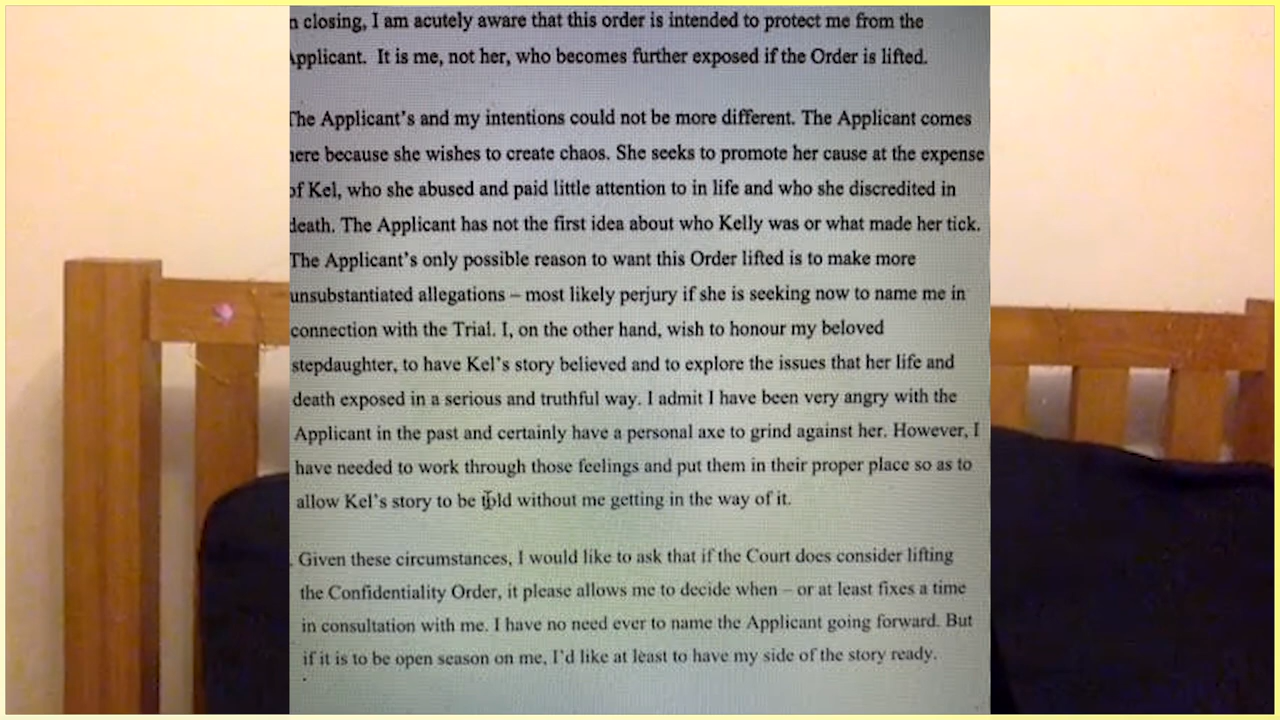 n closing, I am acutely aware that this order is intended to protect me from the
Applicant. It is me, not her, who becomes further exposed if the Order is lifted.
The Applicant's and my intentions could not be more different. The Applicant comes
here because she wishes to create chaos. She seeks to promote her cause at the expense
of Kel, who she abused and paid little attention to in life and who she discredited in
death. The Applicant has not the first idea about who Kelly was or what made her tick.
The Applicant's only possible reason to want this Order lifted is to make more
unsubstantiated allegations – most likely perjury if she is seeking now to name me in
connection with the Trial. I, on the other hand, wish to honour my beloved
stepdaughter, to have Kel's story believed and to explore the issues that her life and
death exposed in a serious and truthful way. I admit I have been very angry with the
Applicant in the past and certainly have a personal axe to grind against her. However, I
have needed to work through those feelings and put them in their proper place so as to
allow Kel's story to be told without me getting in the way of it.
. Given these circumstances, I would like to ask that if the Court does consider lifting
the Confidentiality Order, it please allows me to decide when – or at least fixes a time
in consultation with me. I have no need ever to name the Applicant going forward. But
if it is to be open season on me, I'd like at least to have my side of the story ready.